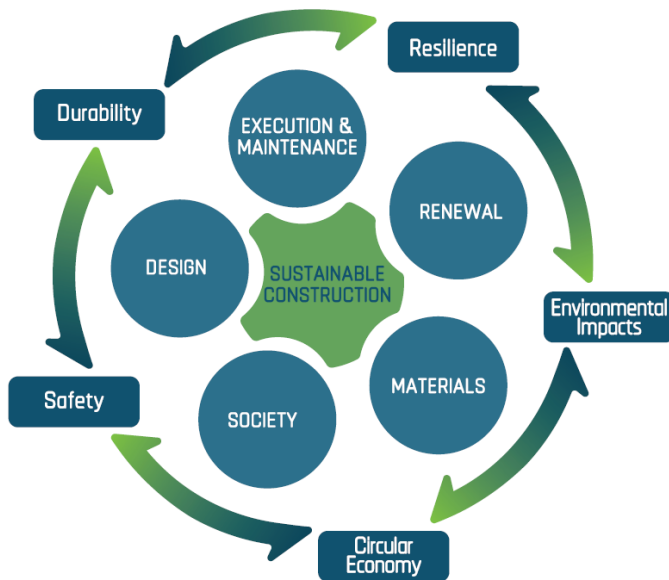 Resilience
Durability
EXECUTION &
MAINTENANCE
RENEWAL
DESIGN
SUSTAINABLE
CONSTRUCTION
Environmental
Impacts
MATERIALS
Safety
SOCIETY
Circular
Economy